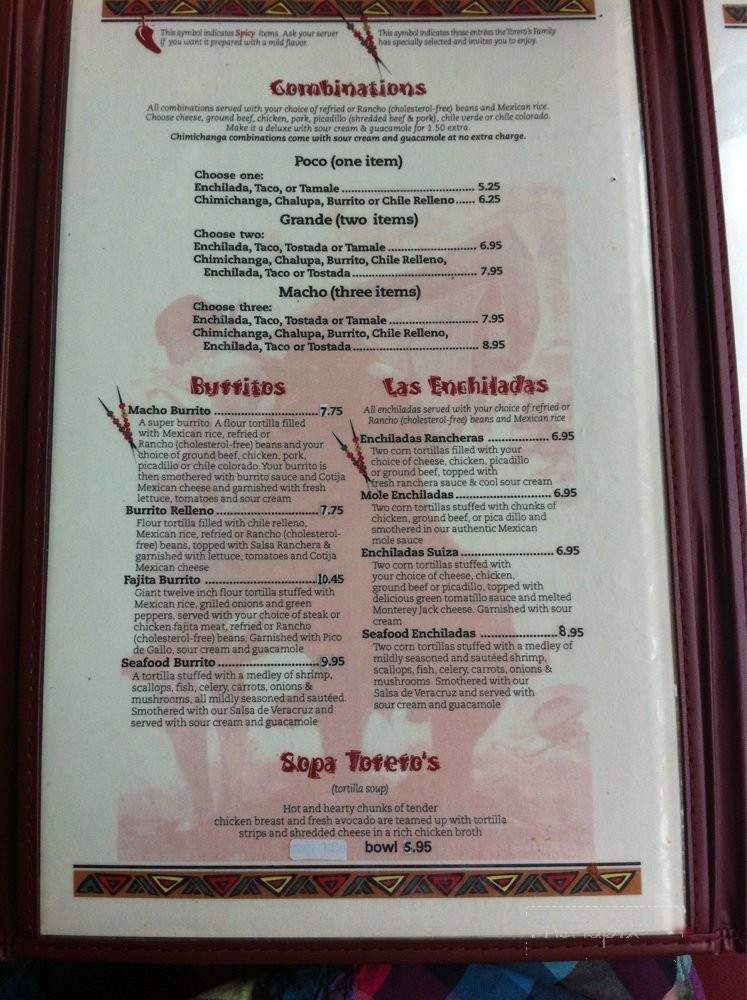 This symbol indicates Spicy items. Ask your server
if you want it prepared with a mild flavor.
This symbol indicates those entrées the Torero's Family
has specially selected and invites you to enjoy.
Combinations
All combinations served with your choice of refried or Rancho (cholesterol-free) beans and Mexican rice.
Choose cheese, ground beef, chicken, pork, picadillo (shredded beef & pork), chile verde or chile colorado.
Make it a deluxe with sour cream & guacamole for 1.50 extra.
Chimichanga combinations come with sour cream and guacamole at no extra charge.
Poco (one item)
Choose one:
Enchilada, Taco, or Tamale ........ 5.25
Chimichanga, Chalupa, Burrito or Chile Relleno ...... 6.25
Grande (two items)
Choose two:
Enchilada, Taco, Tostada or Tamale ........ 6.95
Chimichanga, Chalupa, Burrito, Chile Relleno,
Enchilada, Taco or Tostada ........ 7.95
Macho (three items)
Choose three:
Enchilada, Taco, Tostada or Tamale ........ 7.95
Chimichanga, Chalupa, Burrito, Chile Relleno,
Enchilada, Taco or Tostada ........ 8.95
Burritos
Macho Burrito ........ 7.75
A super burrito. A flour tortilla filled
with Mexican rice, refried or
Rancho (cholesterol-free) beans and your
choice of ground beef, chicken, pork,
picadillo or chile colorado. Your burrito is
then smothered with burrito sauce and Cotija
Mexican cheese and garnished with fresh
lettuce, tomatoes and sour cream
Burrito Relleno ........ 7.75
Flour tortilla filled with chile relleno,
Mexican rice, refried or Rancho (cholesterol-
free) beans, topped with Salsa Ranchera &
garnished with lettuce, tomatoes and Cotija
Mexican cheese
Fajita Burrito ........ 10.45
Giant twelve inch flour tortilla stuffed with
Mexican rice, grilled onions and green
peppers, served with your choice of steak or
chicken fajita meat, refried or Rancho
(cholesterol-free) beans. Garnished with Pico
de Gallo, sour cream and guacamole
Seafood Burrito ........ 9.95
A tortilla stuffed with a medley of shrimp,
scallops, fish, celery, carrots, onions &
mushrooms, all mildly seasoned and sautéed.
Smothered with our Salsa de Veracruz and
served with sour cream and guacamole
Las Enchiladas
All enchiladas served with your choice of refried or
Rancho (cholesterol-free) beans and Mexican rice
Enchiladas Rancheras ........ 6.95
Two corn tortillas filled with your
choice of cheese, chicken, picadillo
or ground beef, topped with
fresh ranchera sauce & cool sour cream
Mole Enchiladas ........ 6.95
Two corn tortillas stuffed with chunks of
chicken, ground beef, or pica dillo and
smothered in our authentic Mexican
mole sauce
Enchiladas Suiza ........ 6.95
Two corn tortillas stuffed with
your choice of cheese, chicken,
ground beef or picadillo, topped with
delicious green tomatillo sauce and melted
Monterey Jack cheese. Garnished with sour
cream
Seafood Enchiladas ........ 8.95
Two corn tortillas stuffed with a medley of
mildly seasoned and sautéed shrimp,
scallops, fish, celery, carrots, onions &
mushrooms. Smothered with our
Salsa de Veracruz and served with
sour cream and guacamole
Sopa Torero's
(tortilla soup)
Hot and hearty chunks of tender
chicken breast and fresh avocado are teamed up with tortilla
strips and shredded cheese in a rich chicken broth
bowl 5.95